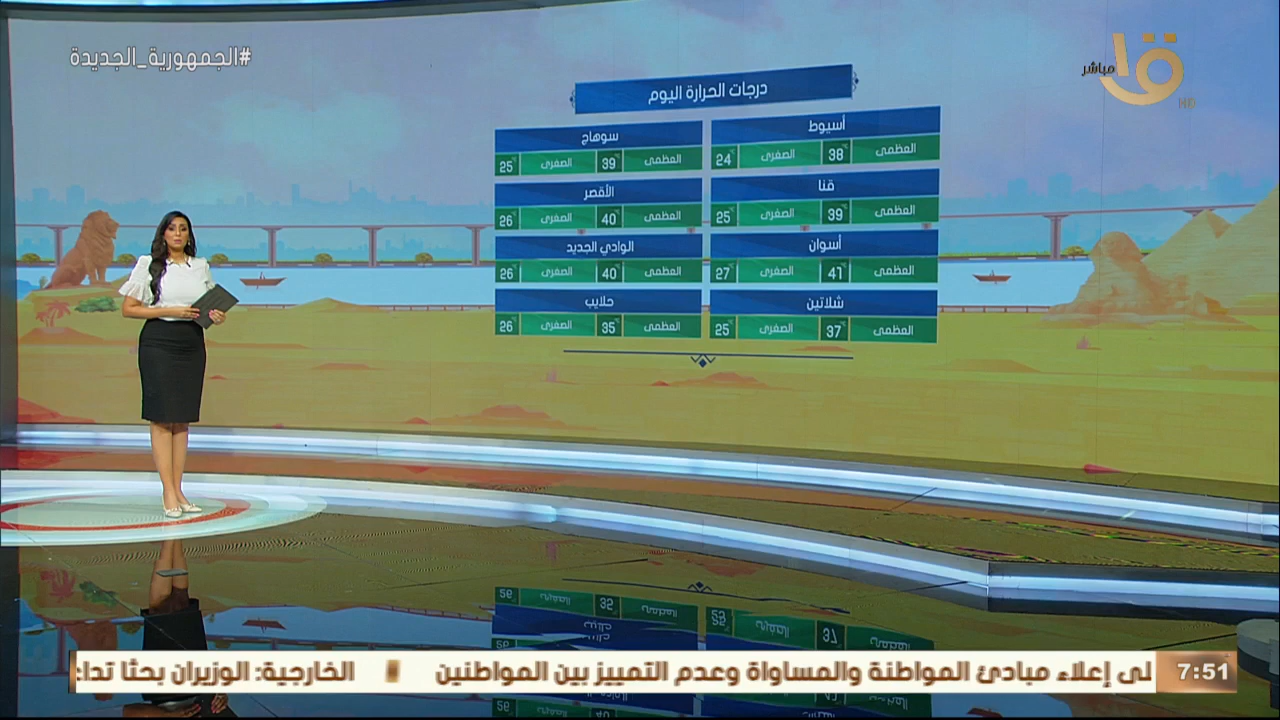 #الجمهورية_الجديدة
مباشر
HD
درجات الحرارة اليوم
أسيوط
العظمى 38 الصغرى 24
سوهاج
العظمى 39 الصغرى 25
قنا
العظمى 39 الصغرى 25
الأقصر
العظمى 40 الصغرى 26
أسوان
العظمى 41 الصغرى 27
الوادي الجديد
العظمى 40 الصغرى 26
شلاتين
العظمى 37 الصغرى 25
حلايب
العظمى 35 الصغرى 26
7:51 لى إعلاء مبادئ المواطنة والمساواة وعدم التمييز بين المواطنين الخارجية: الوزيران بحثا تداع